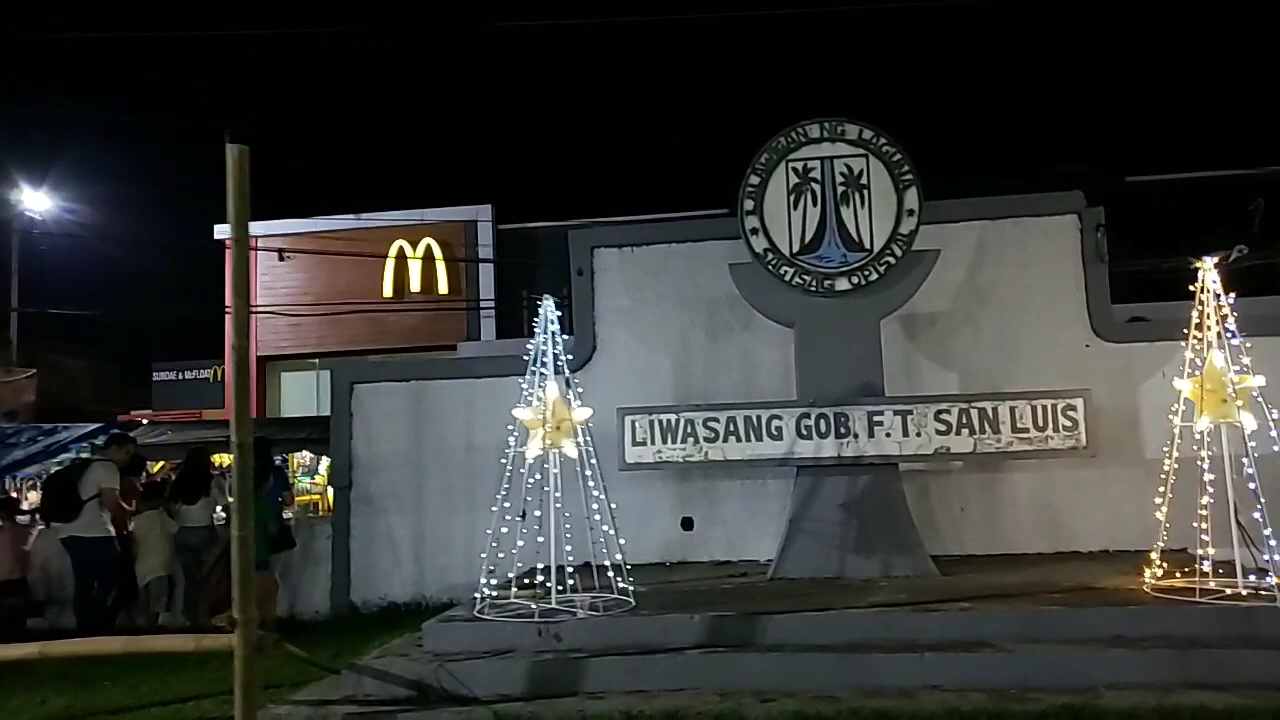 LALAWIGAN NG LAGUNA
SAGISAG OPISYAL
SUNDAE & McFLOAT
LIWASANG GOB. F.T. SAN LUIS